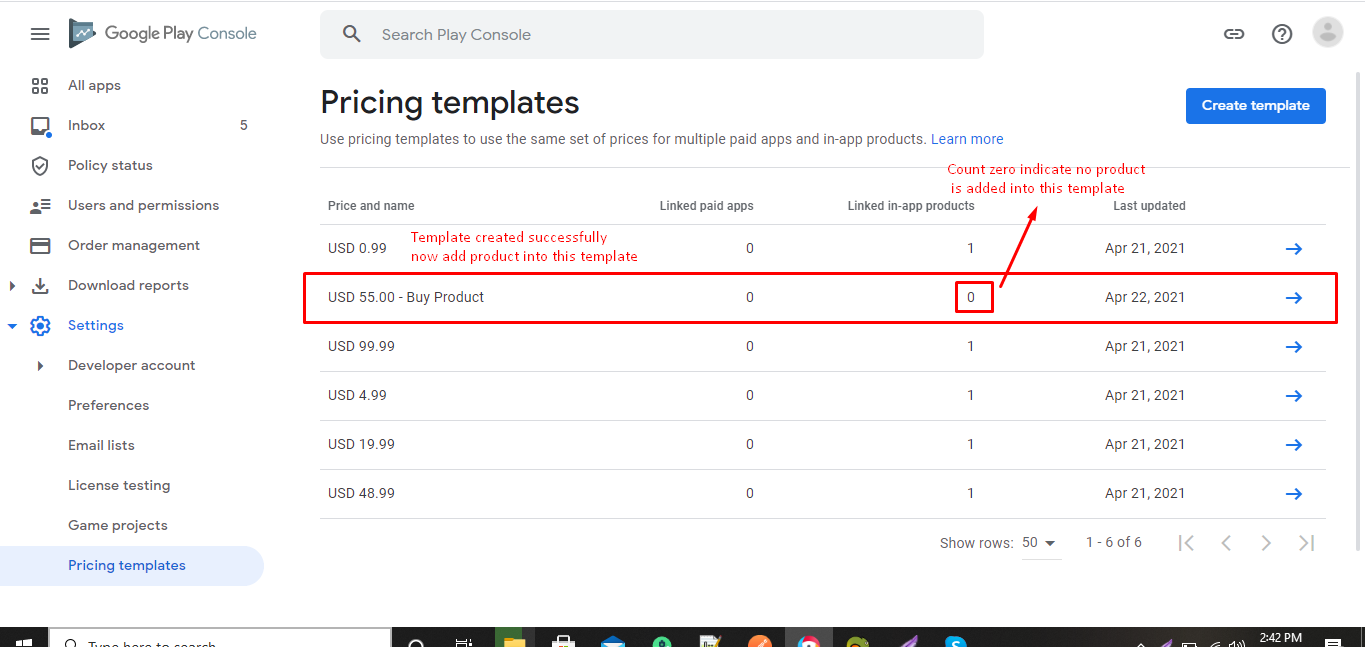 Google Play Console
Search Play Console
All apps
Inbox 5
Policy status
Users and permissions
Order management
Download reports
Settings
Developer account
Preferences
Email lists
License testing
Game projects
Pricing templates
Pricing templates
Create template
Use pricing templates to use the same set of prices for multiple paid apps and in-app products. Learn more
Count zero indicate no product
is added into this template
Price and name Linked paid apps Linked in-app products Last updated
Template created successfully
now add product into this template
USD 0.99 0 1 Apr 21, 2021
USD 55.00 - Buy Product 0 0 Apr 22, 2021
USD 99.99 0 1 Apr 21, 2021
USD 4.99 0 1 Apr 21, 2021
USD 19.99 0 1 Apr 21, 2021
USD 48.99 0 1 Apr 21, 2021
Show rows: 50 1 - 6 of 6
Type here to search
2:42 PM